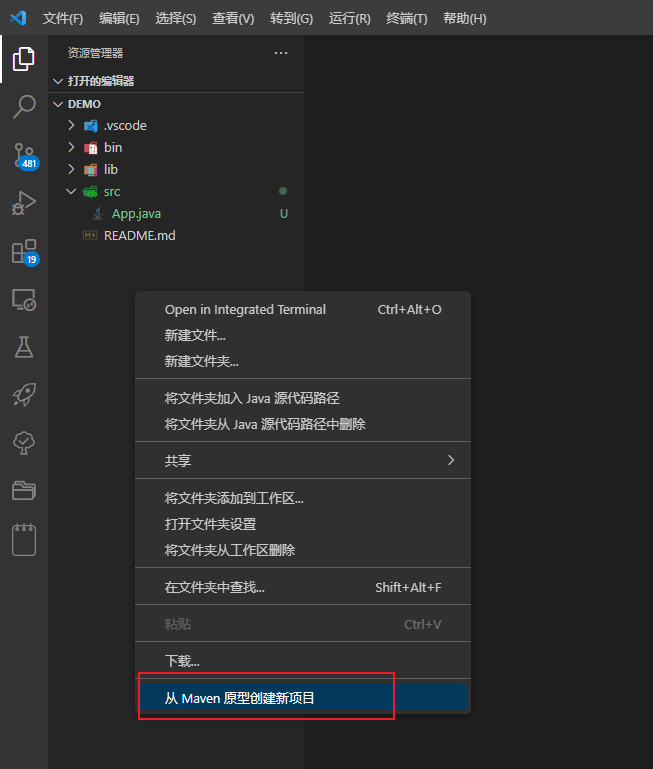 文件(F) 编辑(E) 选择(S) 查看(V) 转到(G) 运行(R) 终端(T) 帮助(H)
资源管理器 ...
打开的编辑器
DEMO
.vscode
bin
lib
src
App.java U
README.md
481
19
Open in Integrated Terminal Ctrl+Alt+O
新建文件...
新建文件夹...
将文件夹加入 Java 源代码路径
将文件夹从 Java 源代码路径中删除
共享
将文件夹添加到工作区...
打开文件夹设置
将文件夹从工作区删除
在文件夹中查找... Shift+Alt+F
粘贴 Ctrl+V
下载...
从 Maven 原型创建新项目